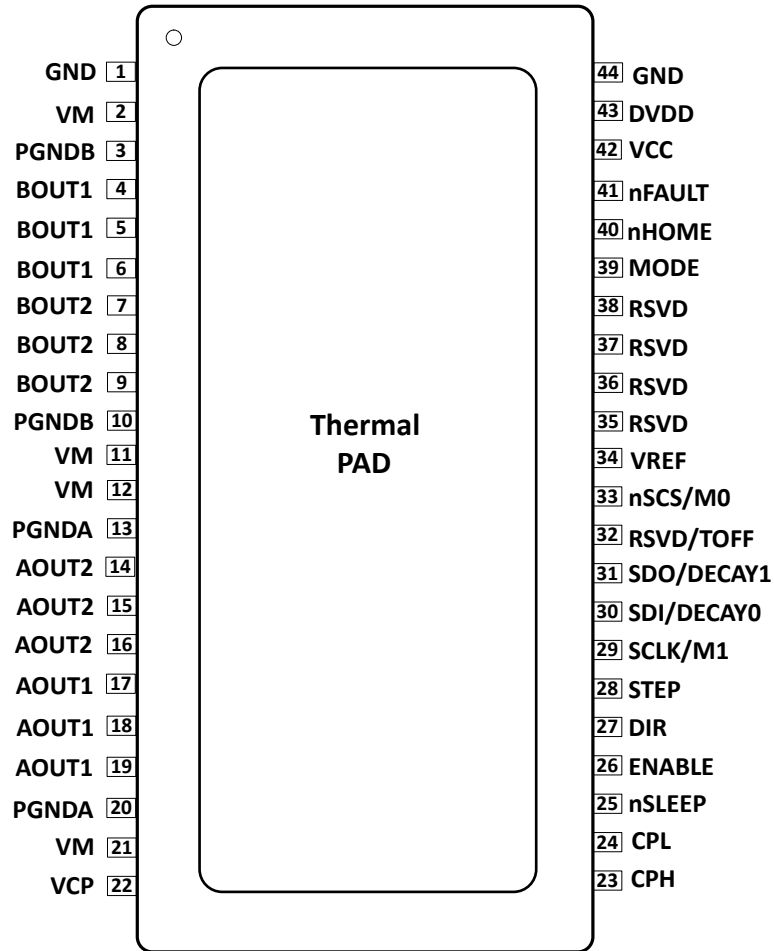 GND 1
VM 2
PGNDB 3
BOUT1 4
BOUT1 5
BOUT1 6
BOUT2 7
BOUT2 8
BOUT2 9
PGNDB 10
VM 11
VM 12
PGNDA 13
AOUT2 14
AOUT2 15
AOUT2 16
AOUT1 17
AOUT1 18
AOUT1 19
PGNDA 20
VM 21
VCP 22
Thermal
PAD
44 GND
43 DVDD
42 VCC
41 nFAULT
40 nHOME
39 MODE
38 RSVD
37 RSVD
36 RSVD
35 RSVD
34 VREF
33 nSCS/M0
32 RSVD/TOFF
31 SDO/DECAY1
30 SDI/DECAY0
29 SCLK/M1
28 STEP
27 DIR
26 ENABLE
25 nSLEEP
24 CPL
23 CPH